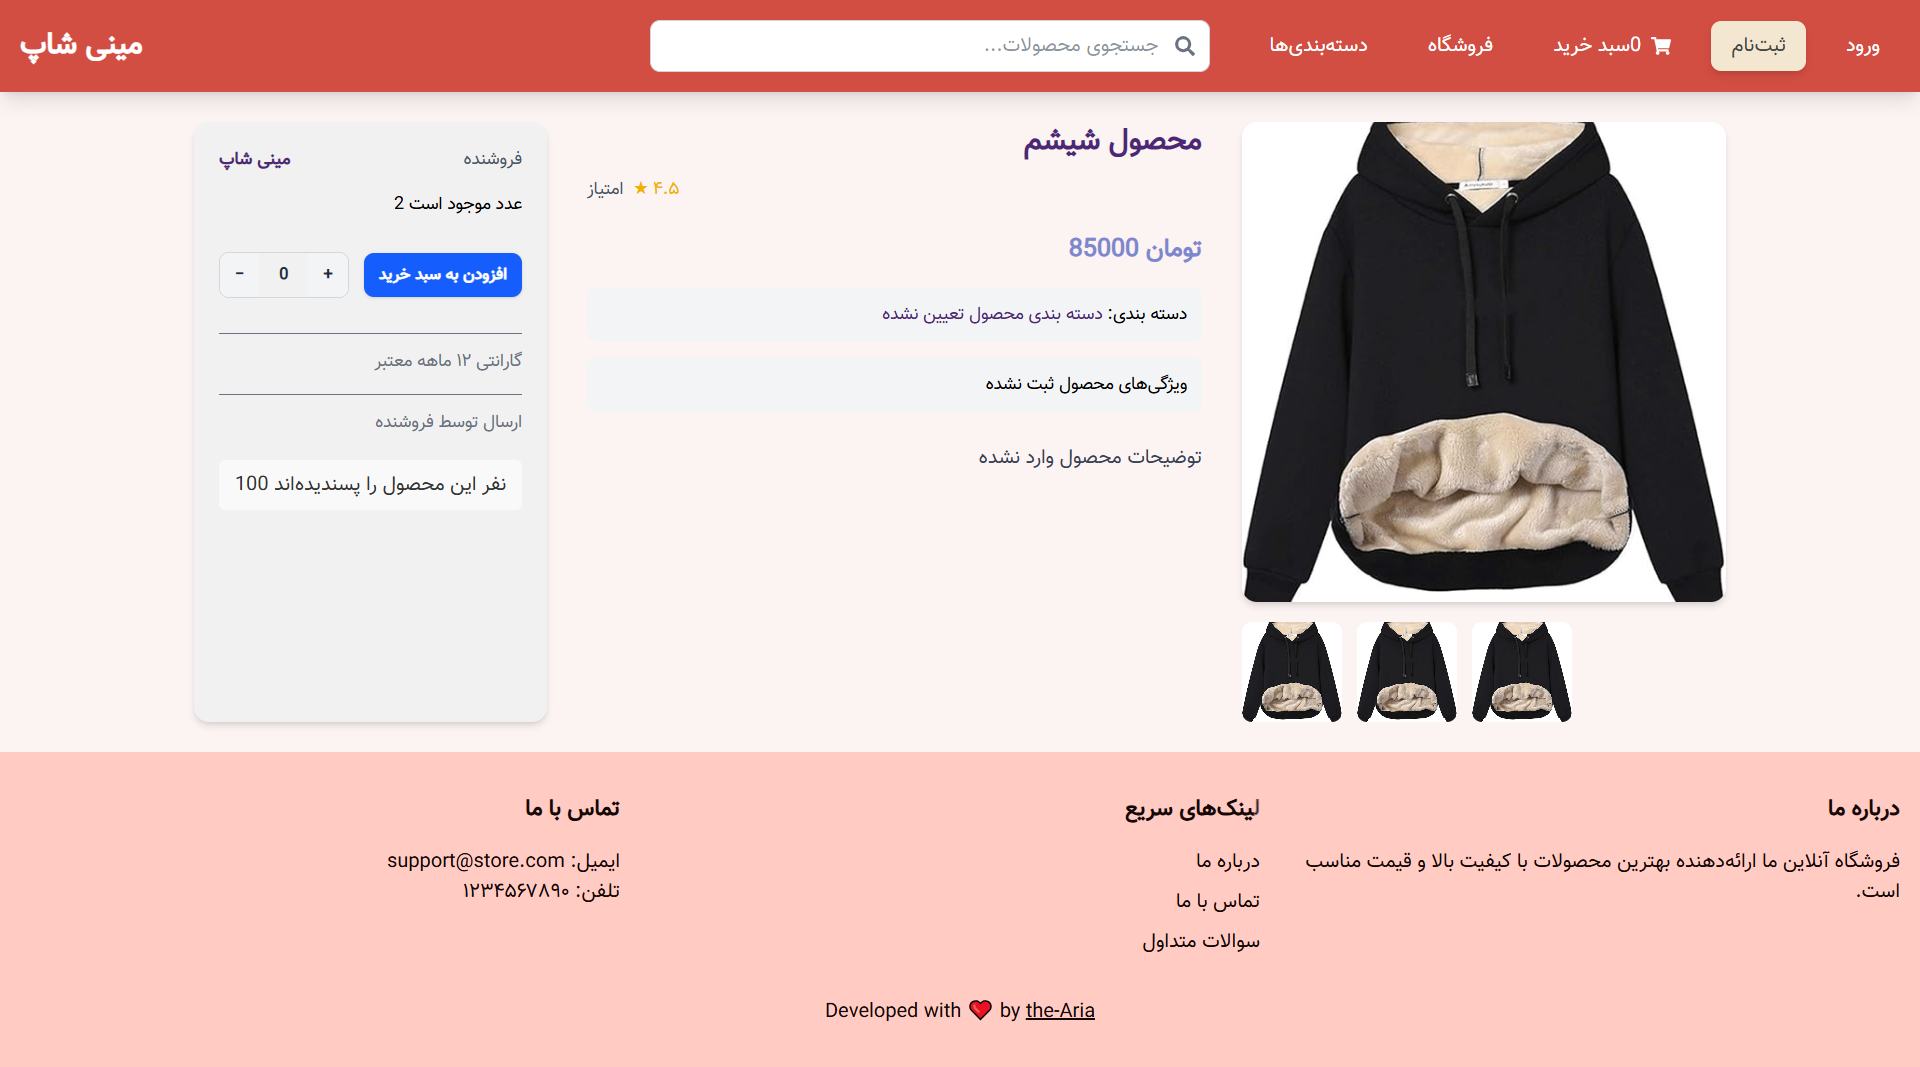 ورود
ثبت‌نام
0سبد خرید
فروشگاه
دسته‌بندی‌ها
جستجوی محصولات...
مینی شاپ
محصول شیشم
۴.۵ ★ امتیاز
تومان 85000
دسته بندی: دسته بندی محصول تعیین نشده
ویژگی‌های محصول ثبت نشده
توضیحات محصول وارد نشده
فروشنده
مینی شاپ
عدد موجود است 2
افزودن به سبد خرید
+ 0 -
گارانتی ۱۲ ماهه معتبر
ارسال توسط فروشنده
نفر این محصول را پسندیده‌اند 100
درباره ما
فروشگاه آنلاین ما ارائه‌دهنده بهترین محصولات با کیفیت بالا و قیمت مناسب
است.
لینک‌های سریع
درباره ما
تماس با ما
سوالات متداول
تماس با ما
ایمیل: support@store.com
تلفن: ۱۲۳۴۵۶۷۸۹۰
Developed with ❤️ by the-Aria